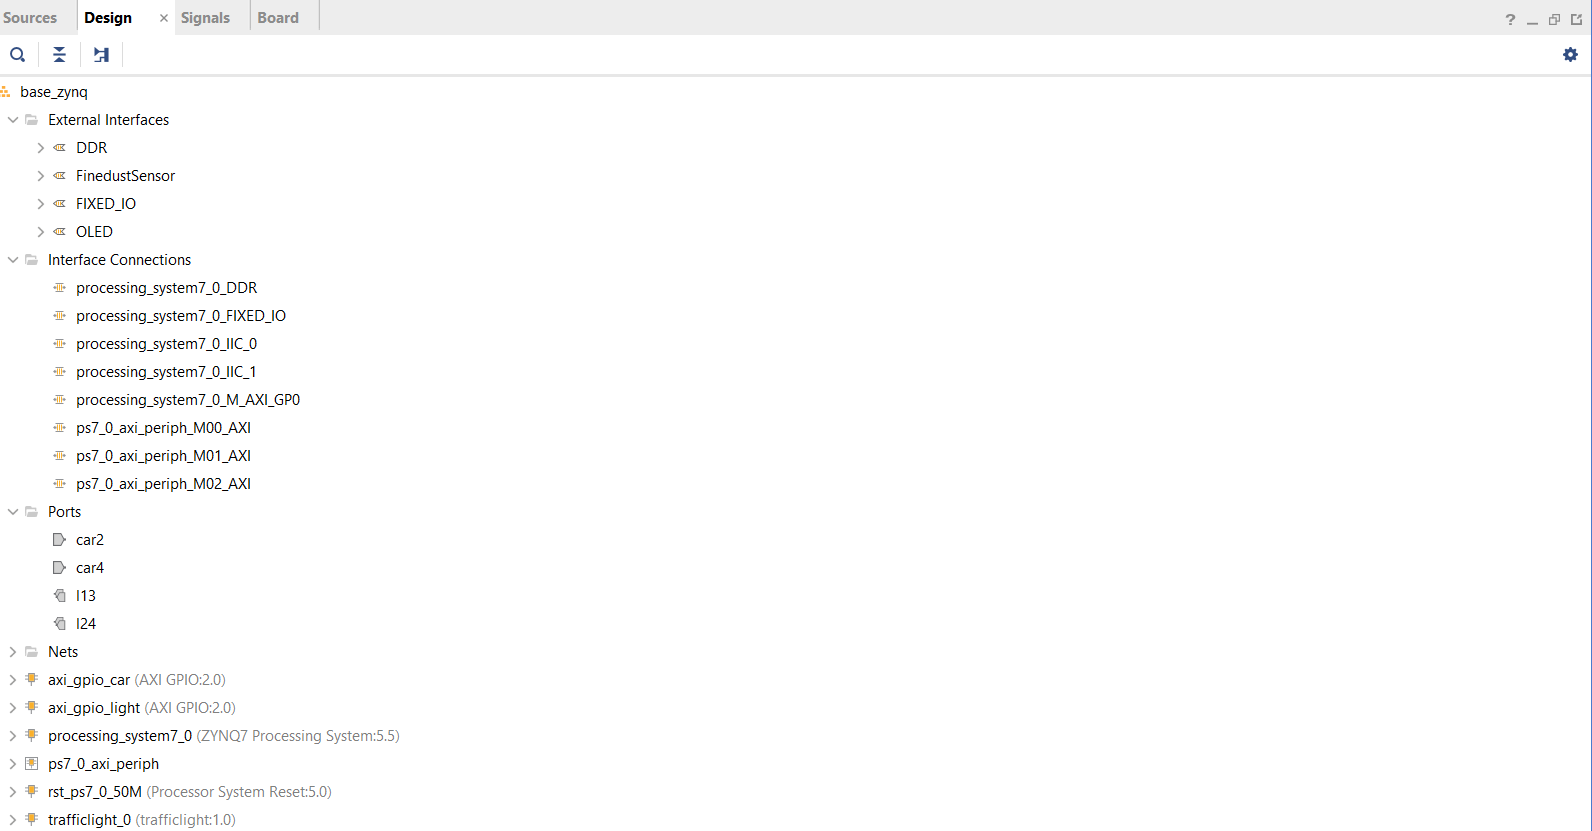 Sources Design × Signals Board ?
base_zynq
External Interfaces
DDR
FinedustSensor
FIXED_IO
OLED
Interface Connections
processing_system7_0_DDR
processing_system7_0_FIXED_IO
processing_system7_0_IIC_0
processing_system7_0_IIC_1
processing_system7_0_M_AXI_GP0
ps7_0_axi_periph_M00_AXI
ps7_0_axi_periph_M01_AXI
ps7_0_axi_periph_M02_AXI
Ports
car2
car4
l13
l24
Nets
axi_gpio_car (AXI GPIO:2.0)
axi_gpio_light (AXI GPIO:2.0)
processing_system7_0 (ZYNQ7 Processing System:5.5)
ps7_0_axi_periph
rst_ps7_0_50M (Processor System Reset:5.0)
trafficlight_0 (trafficlight:1.0)